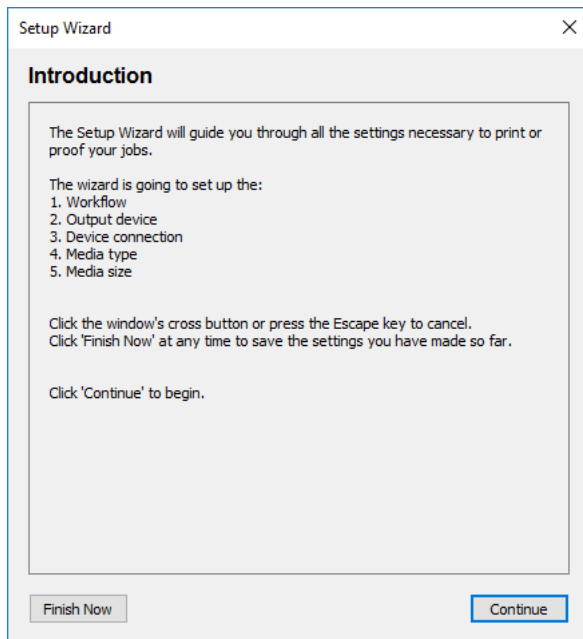 Setup Wizard
Introduction
The Setup Wizard will guide you through all the settings necessary to print or
proof your jobs.
The wizard is going to set up the:
1. Workflow
2. Output device
3. Device connection
4. Media type
5. Media size
Click the window's cross button or press the Escape key to cancel.
Click 'Finish Now' at any time to save the settings you have made so far.
Click 'Continue' to begin.
Finish Now
Continue